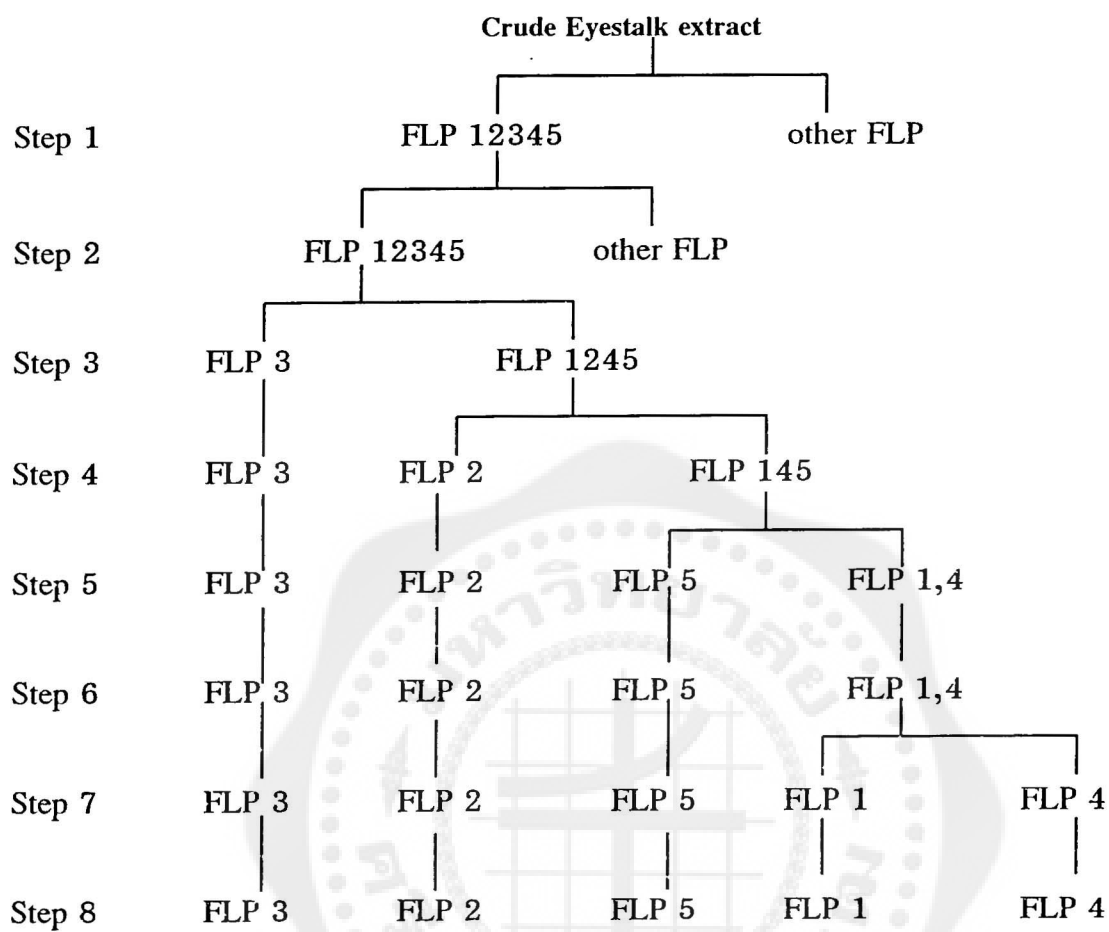 Crude Eyestalk extract
Step 1 FLP 12345 other FLP
Step 2 FLP 12345 other FLP
Step 3 FLP 3 FLP 1245
Step 4 FLP 3 FLP 2 FLP 145
Step 5 FLP 3 FLP 2 FLP 5 FLP 1,4
Step 6 FLP 3 FLP 2 FLP 5 FLP 1,4
Step 7 FLP 3 FLP 2 FLP 5 FLP 1 FLP 4
Step 8 FLP 3 FLP 2 FLP 5 FLP 1 FLP 4